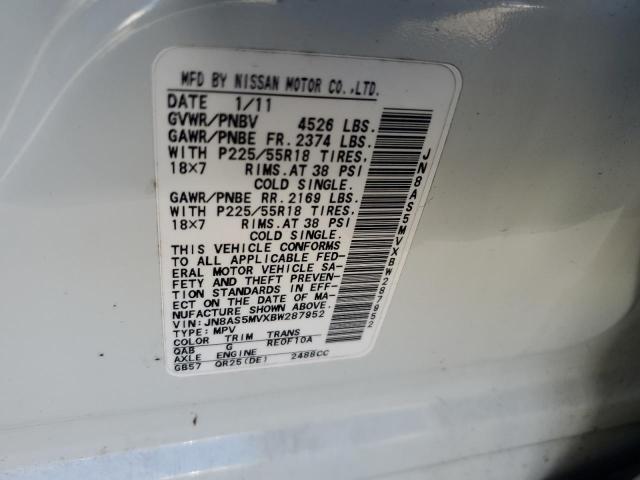 MFD BY NISSAN MOTOR CO.,LTD.
DATE 1/11
GVWR/PNBV 4526 LBS.
GAWR/PNBE FR. 2374 LBS.
WITH P225/55R18 TIRES,
18X7 RIMS.AT 38 PSI
COLD SINGLE.
GAWR/PNBE RR. 2169 LBS.
WITH P225/55R18 TIRES,
18X7 RIMS.AT 38 PSI
COLD SINGLE.
THIS VEHICLE CONFORMS
TO ALL APPLICABLE FED-
ERAL MOTOR VEHICLE SA-
FETY AND THEFT PREVEN-
TION STANDARDS IN EFF-
ECT ON THE DATE OF MA-
NUFACTURE SHOWN ABOVE.
VIN: JN8AS5MVXBW287952
TYPE: MPV
COLOR TRIM TRANS
QAB G RE0F10A
AXLE ENGINE
GB57 QR25(DE) 2488CC
JN8AS5MVXBW287952